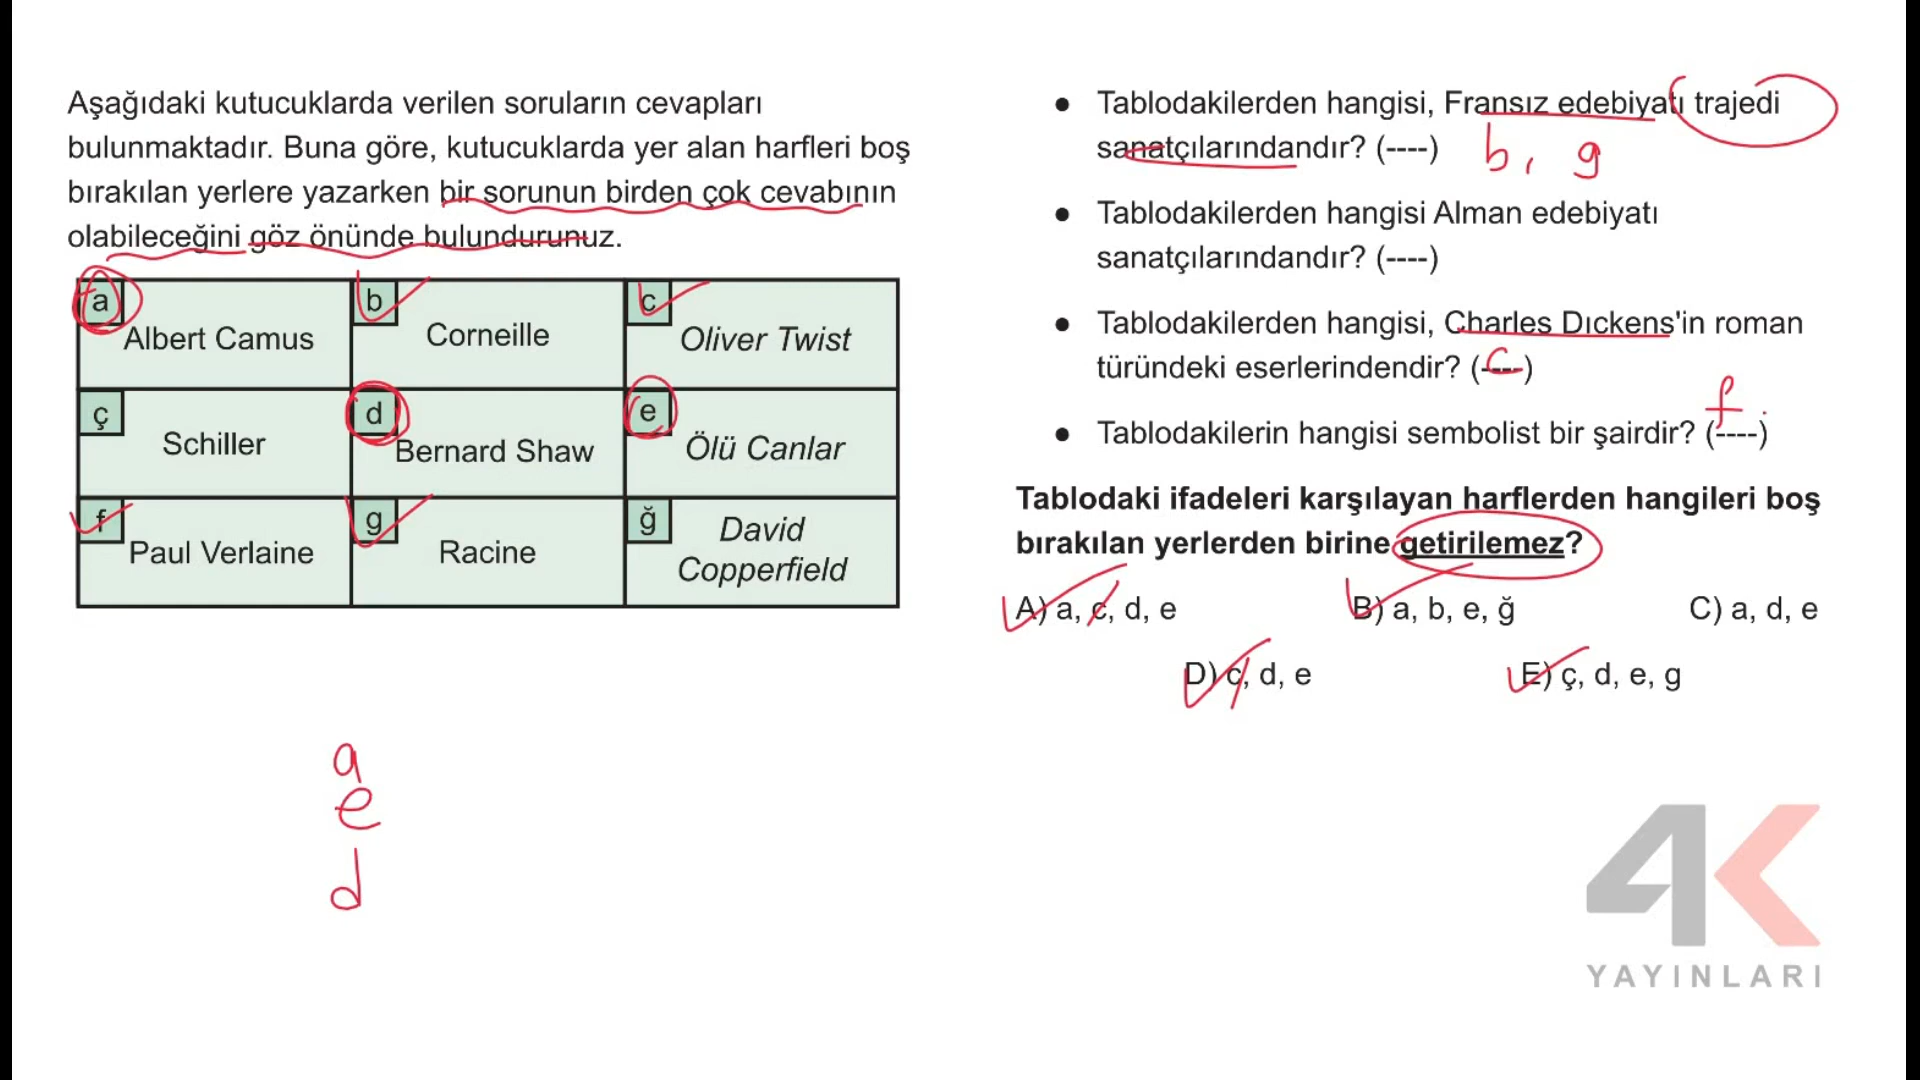 Aşağıdaki kutucuklarda verilen soruların cevapları
bulunmaktadır. Buna göre, kutucuklarda yer alan harfleri boş
bırakılan yerlere yazarken bir sorunun birden çok cevabının
olabileceğini göz önünde bulundurunuz.
a
Albert Camus
b
Corneille
c
Oliver Twist
ç
Schiller
d
Bernard Shaw
e
Ölü Canlar
f
Paul Verlaine
g
Racine
ğ
David
Copperfield
a
e
d
● Tablodakilerden hangisi, Fransız edebiyatı trajedi
sanatçılarındandır? (----) b, g
● Tablodakilerden hangisi Alman edebiyatı
sanatçılarındandır? (----)
● Tablodakilerden hangisi, Charles Dıckens'in roman
türündeki eserlerindendir? (----) c
f
● Tablodakilerin hangisi sembolist bir şairdir? (----)
Tablodaki ifadeleri karşılayan harflerden hangileri boş
bırakılan yerlerden birine getirilemez?
A) a, c, d, e B) a, b, e, ğ C) a, d, e
D) c, d, e E) ç, d, e, g
4K
YAYINLARI